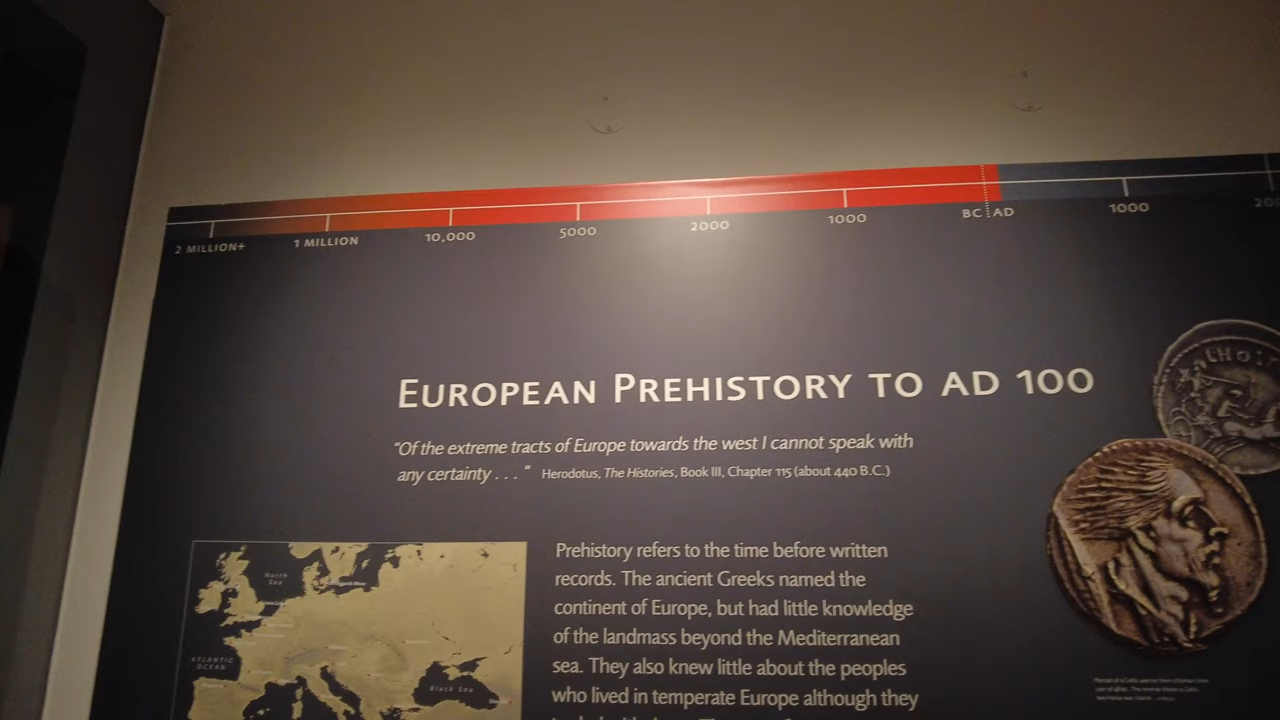 2 MILLION+ 1 MILLION 10,000 5000 2000 1000 BC AD 1000
EUROPEAN PREHISTORY TO AD 100
"Of the extreme tracts of Europe towards the west I cannot speak with
any certainty . . . " Herodotus, The Histories, Book III, Chapter 115 (about 440 B.C.)
Prehistory refers to the time before written
records. The ancient Greeks named the
continent of Europe, but had little knowledge
of the landmass beyond the Mediterranean
sea. They also knew little about the peoples
who lived in temperate Europe although they
North
Sea
ATLANTIC
OCEAN
Black Sea